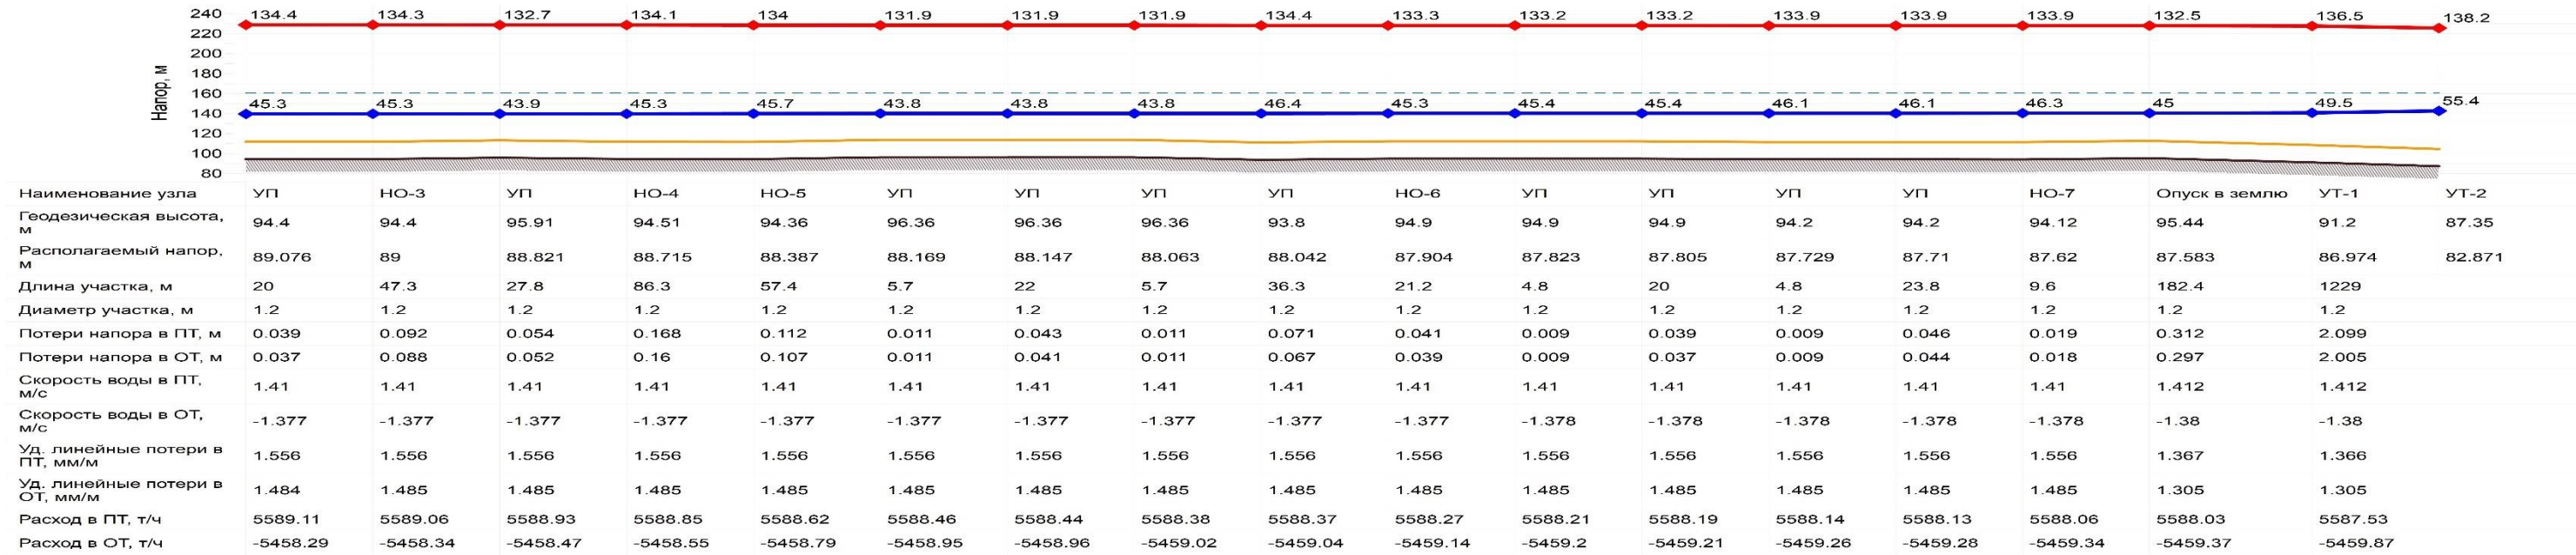 240
134.4 134.3 132.7 134.1 134 131.9 131.9 131.9 134.4 133.3 133.2 133.2 133.9 133.9 133.9 132.5 136.5 138.2
220
200
180
160
45.3 45.3 43.9 45.3 45.7 43.8 43.8 43.8 46.4 45.3 45.4 45.4 46.1 46.1 46.3 45 49.5 55.4
140
120
100
80
Напор, м
Наименование узла УП НО-3 УП НО-4 НО-5 УП УП УП УП НО-6 УП УП УП УП НО-7 Опуск в землю УТ-1 УТ-2
Геодезическая высота,
м 94.4 94.4 95.91 94.51 94.36 96.36 96.36 96.36 93.8 94.9 94.9 94.9 94.2 94.2 94.12 95.44 91.2 87.35
Располагаемый напор,
м 89.076 89 88.821 88.715 88.387 88.169 88.147 88.063 88.042 87.904 87.823 87.805 87.729 87.71 87.62 87.583 86.974 82.871
Длина участка, м 20 47.3 27.8 86.3 57.4 5.7 22 5.7 36.3 21.2 4.8 20 4.8 23.8 9.6 182.4 1229
Диаметр участка, м 1.2 1.2 1.2 1.2 1.2 1.2 1.2 1.2 1.2 1.2 1.2 1.2 1.2 1.2 1.2 1.2 1.2
Потери напора в ПТ, м 0.039 0.092 0.054 0.168 0.112 0.011 0.043 0.011 0.071 0.041 0.009 0.039 0.009 0.046 0.019 0.312 2.099
Потери напора в ОТ, м 0.037 0.088 0.052 0.16 0.107 0.011 0.041 0.011 0.067 0.039 0.009 0.037 0.009 0.044 0.018 0.297 2.005
Скорость воды в ПТ,
м/с 1.41 1.41 1.41 1.41 1.41 1.41 1.41 1.41 1.41 1.41 1.41 1.41 1.41 1.41 1.41 1.412 1.412
Скорость воды в ОТ,
м/с -1.377 -1.377 -1.377 -1.377 -1.377 -1.377 -1.377 -1.377 -1.377 -1.377 -1.378 -1.378 -1.378 -1.378 -1.378 -1.38 -1.38
Уд. линейные потери в
ПТ, мм/м 1.556 1.556 1.556 1.556 1.556 1.556 1.556 1.556 1.556 1.556 1.556 1.556 1.556 1.556 1.556 1.367 1.366
Уд. линейные потери в
ОТ, мм/м 1.484 1.485 1.485 1.485 1.485 1.485 1.485 1.485 1.485 1.485 1.485 1.485 1.485 1.485 1.485 1.305 1.305
Расход в ПТ, т/ч 5589.11 5589.06 5588.93 5588.85 5588.62 5588.46 5588.44 5588.38 5588.37 5588.27 5588.21 5588.19 5588.14 5588.13 5588.06 5588.03 5587.53
Расход в ОТ, т/ч -5458.29 -5458.34 -5458.47 -5458.55 -5458.79 -5458.95 -5458.96 -5459.02 -5459.04 -5459.14 -5459.2 -5459.21 -5459.26 -5459.28 -5459.34 -5459.37 -5459.87